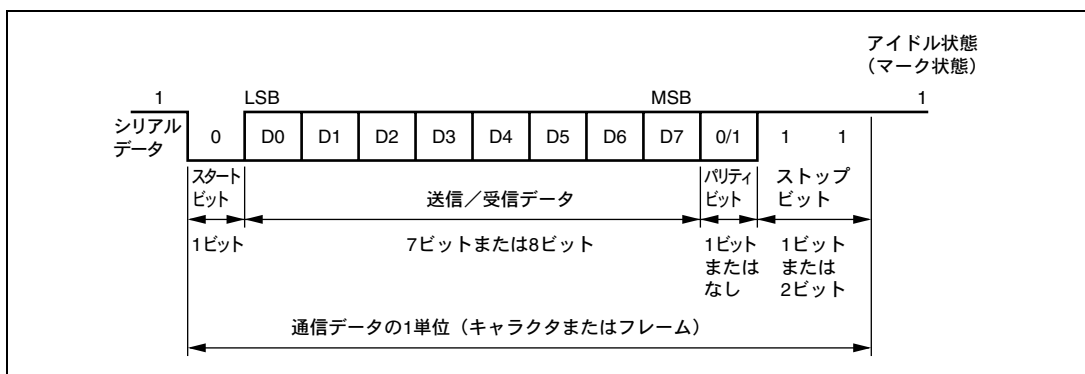 アイドル状態
（マーク状態）
1 LSB MSB 1
シリアル
データ
0 D0 D1 D2 D3 D4 D5 D6 D7 0/1 1 1
スタート
ビット
送信／受信データ
パリティ
ビット
ストップ
ビット
1ビット
7ビットまたは8ビット
1ビット
または
なし
1ビット
または
2ビット
通信データの1単位（キャラクタまたはフレーム）